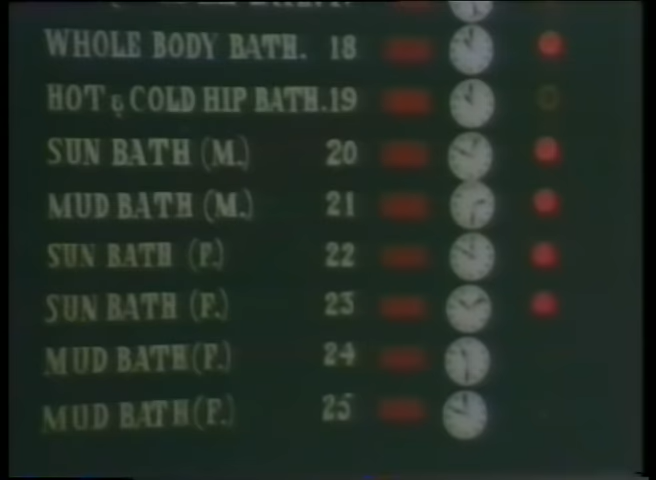 WHOLE BODY BATH. 18
HOT & COLD HIP BATH. 19
SUN BATH (M.) 20
MUD BATH (M.) 21
SUN BATH (F.) 22
SUN BATH (F.) 23
MUD BATH (F.) 24
MUD BATH (F.) 25